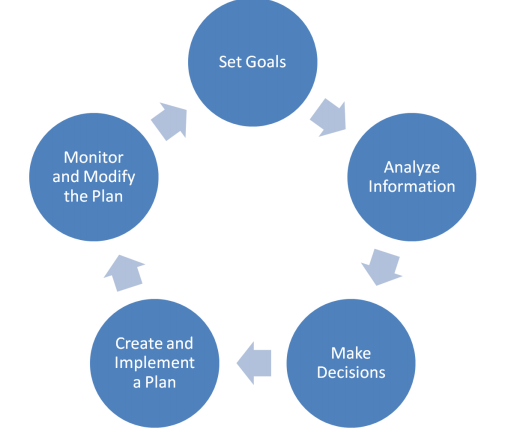 Set Goals
Analyze
Information
Make
Decisions
Create and
Implement
a Plan
Monitor
and Modify
the Plan